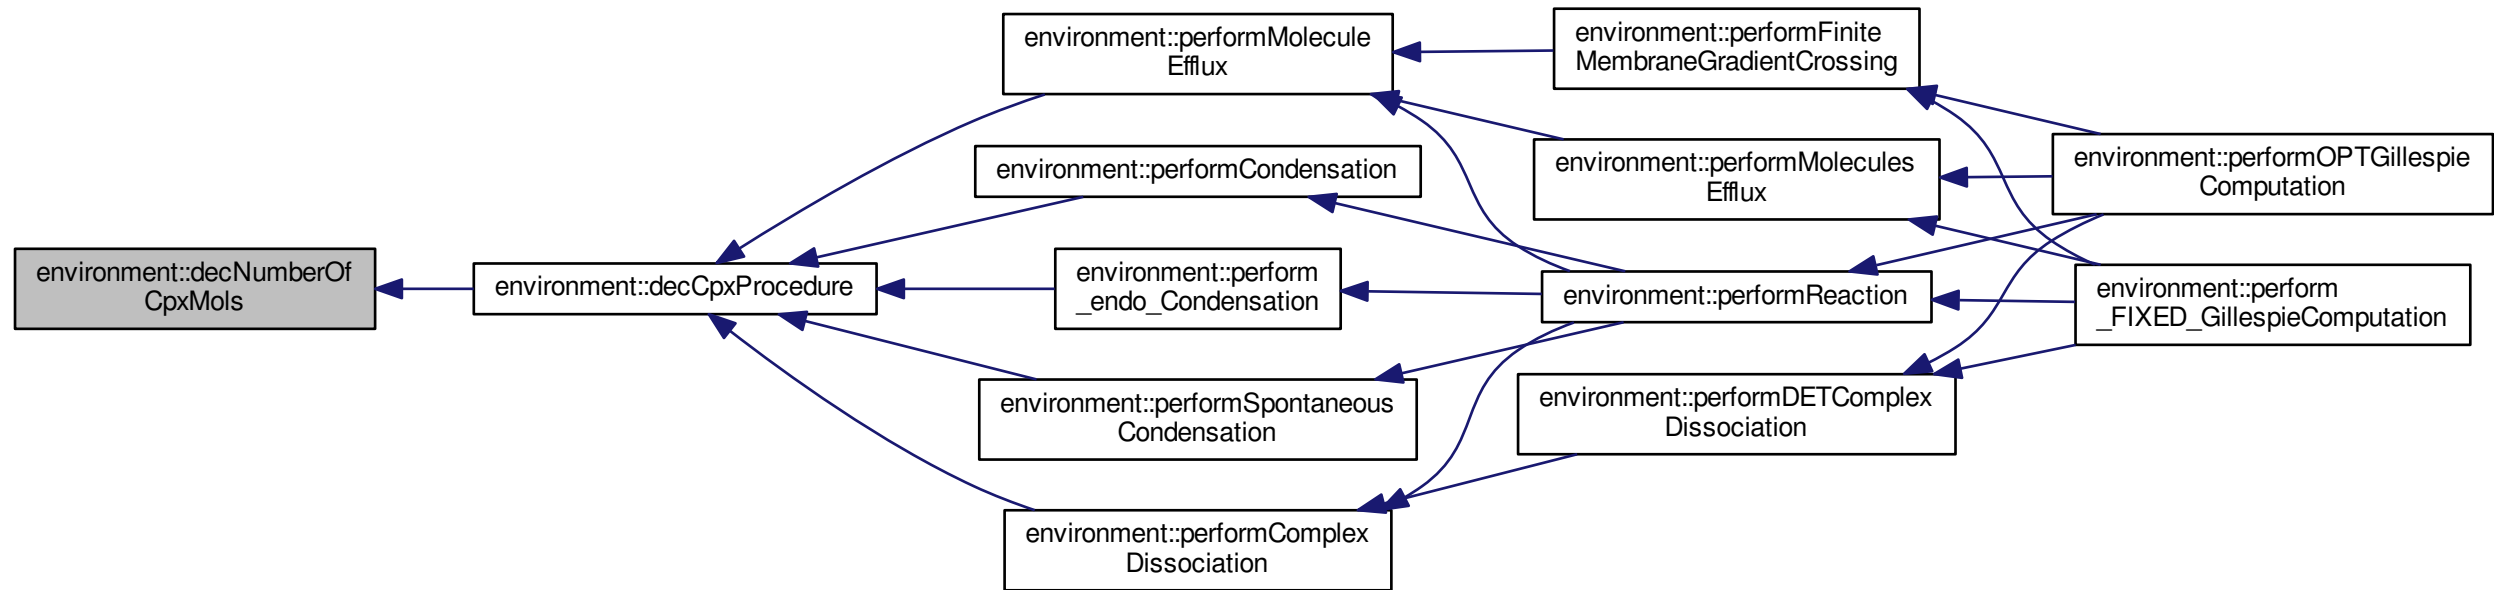 environment::decNumberOf
CpxMols
environment::decCpxProcedure
environment::performMolecule
Efflux
environment::performCondensation
environment::perform
_endo_Condensation
environment::performSpontaneous
Condensation
environment::performComplex
Dissociation
environment::performFinite
MembraneGradientCrossing
environment::performMolecules
Efflux
environment::performReaction
environment::performDETComplex
Dissociation
environment::performOPTGillespie
Computation
environment::perform
_FIXED_GillespieComputation